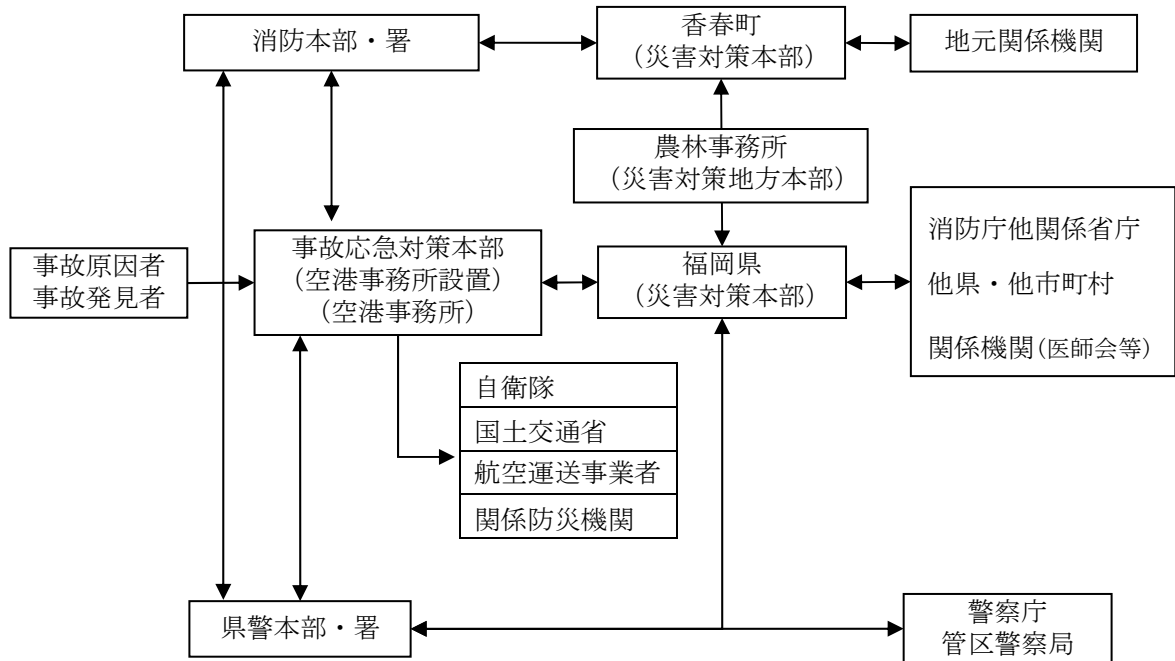 消防本部・署
香春町
（災害対策本部）
地元関係機関
農林事務所
（災害対策地方本部）
事故原因者
事故発見者
事故応急対策本部
（空港事務所設置）
（空港事務所）
福岡県
（災害対策本部）
消防庁他関係省庁
他県・他市町村
関係機関（医師会等）
自衛隊
国土交通省
航空運送事業者
関係防災機関
県警本部・署
警察庁
管区警察局